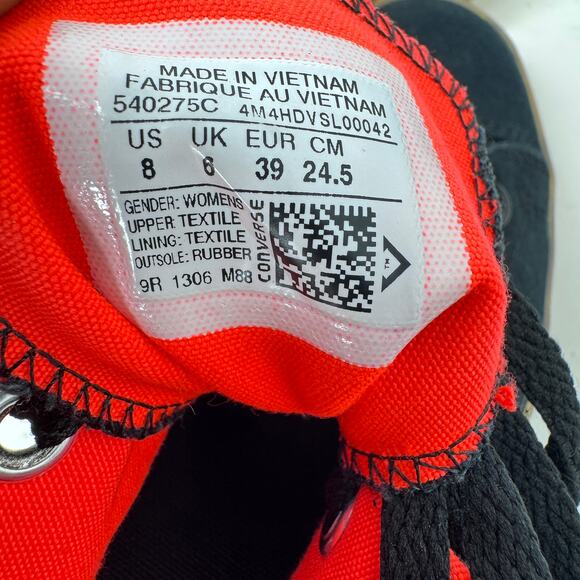 MADE IN VIETNAM
FABRIQUE AU VIETNAM
540275C 4M4HDVSL00042
US UK EUR CM
8 6 39 24.5
GENDER: WOMENS
UPPER TEXTILE
LINING: TEXTILE
OUTSOLE: RUBBER
9R 1306 M88
CONVERSE
™